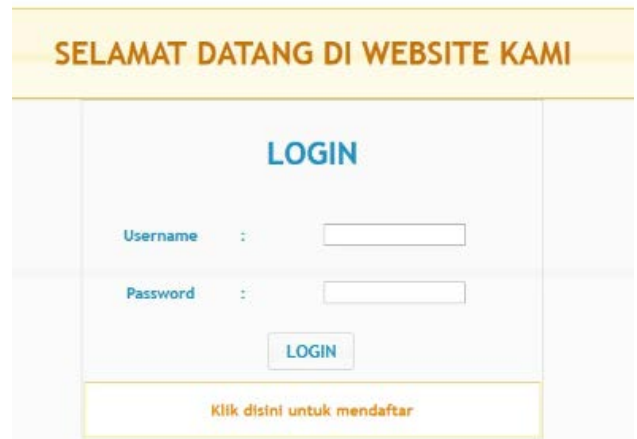 SELAMAT DATANG DI WEBSITE KAMI
LOGIN
Username :
Password :
LOGIN
Klik disini untuk mendaftar